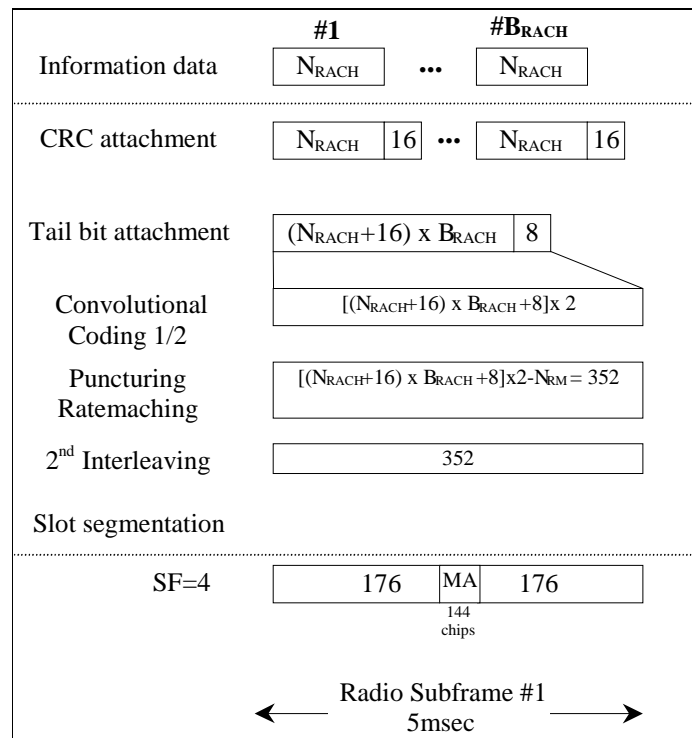 #1 #BRACH
Information data NRACH ... NRACH
CRC attachment NRACH 16 ... NRACH 16
Tail bit attachment (NRACH+16) x BRACH 8
Convolutional
Coding 1/2
[(NRACH+16) x BRACH+8]x 2
Puncturing
Ratemaching
[(NRACH+16) x BRACH+8]x2-NRM = 352
2nd Interleaving 352
Slot segmentation
SF=4 176 MA 176
144
chips
Radio Subframe #1
5msec